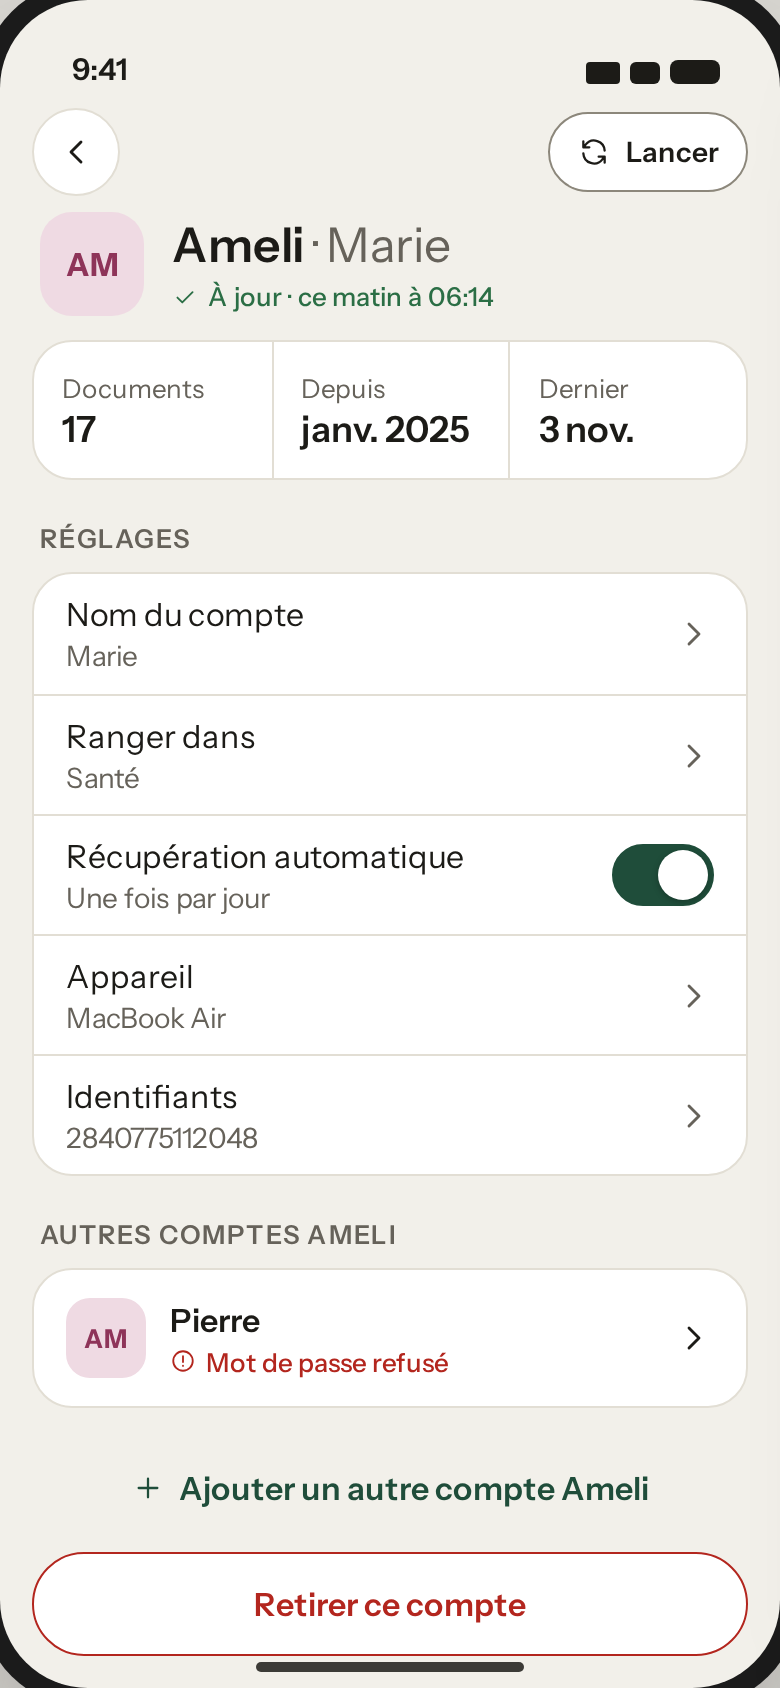 9:41
Lancer
AM
Ameli · Marie
À jour · ce matin à 06:14
Documents
17
Depuis
janv. 2025
Dernier
3 nov.
RÉGLAGES
Nom du compte
Marie
Ranger dans
Santé
Récupération automatique
Une fois par jour
Appareil
MacBook Air
Identifiants
2840775112048
AUTRES COMPTES AMELI
AM
Pierre
Mot de passe refusé
+ Ajouter un autre compte Ameli
Retirer ce compte